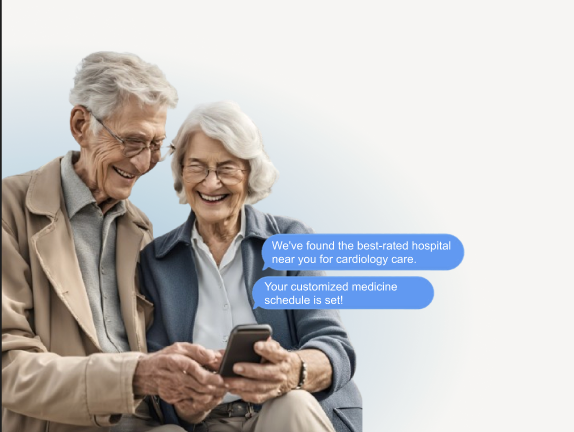 We've found the best-rated hospital
near you for cardiology care.
Your customized medicine
schedule is set!